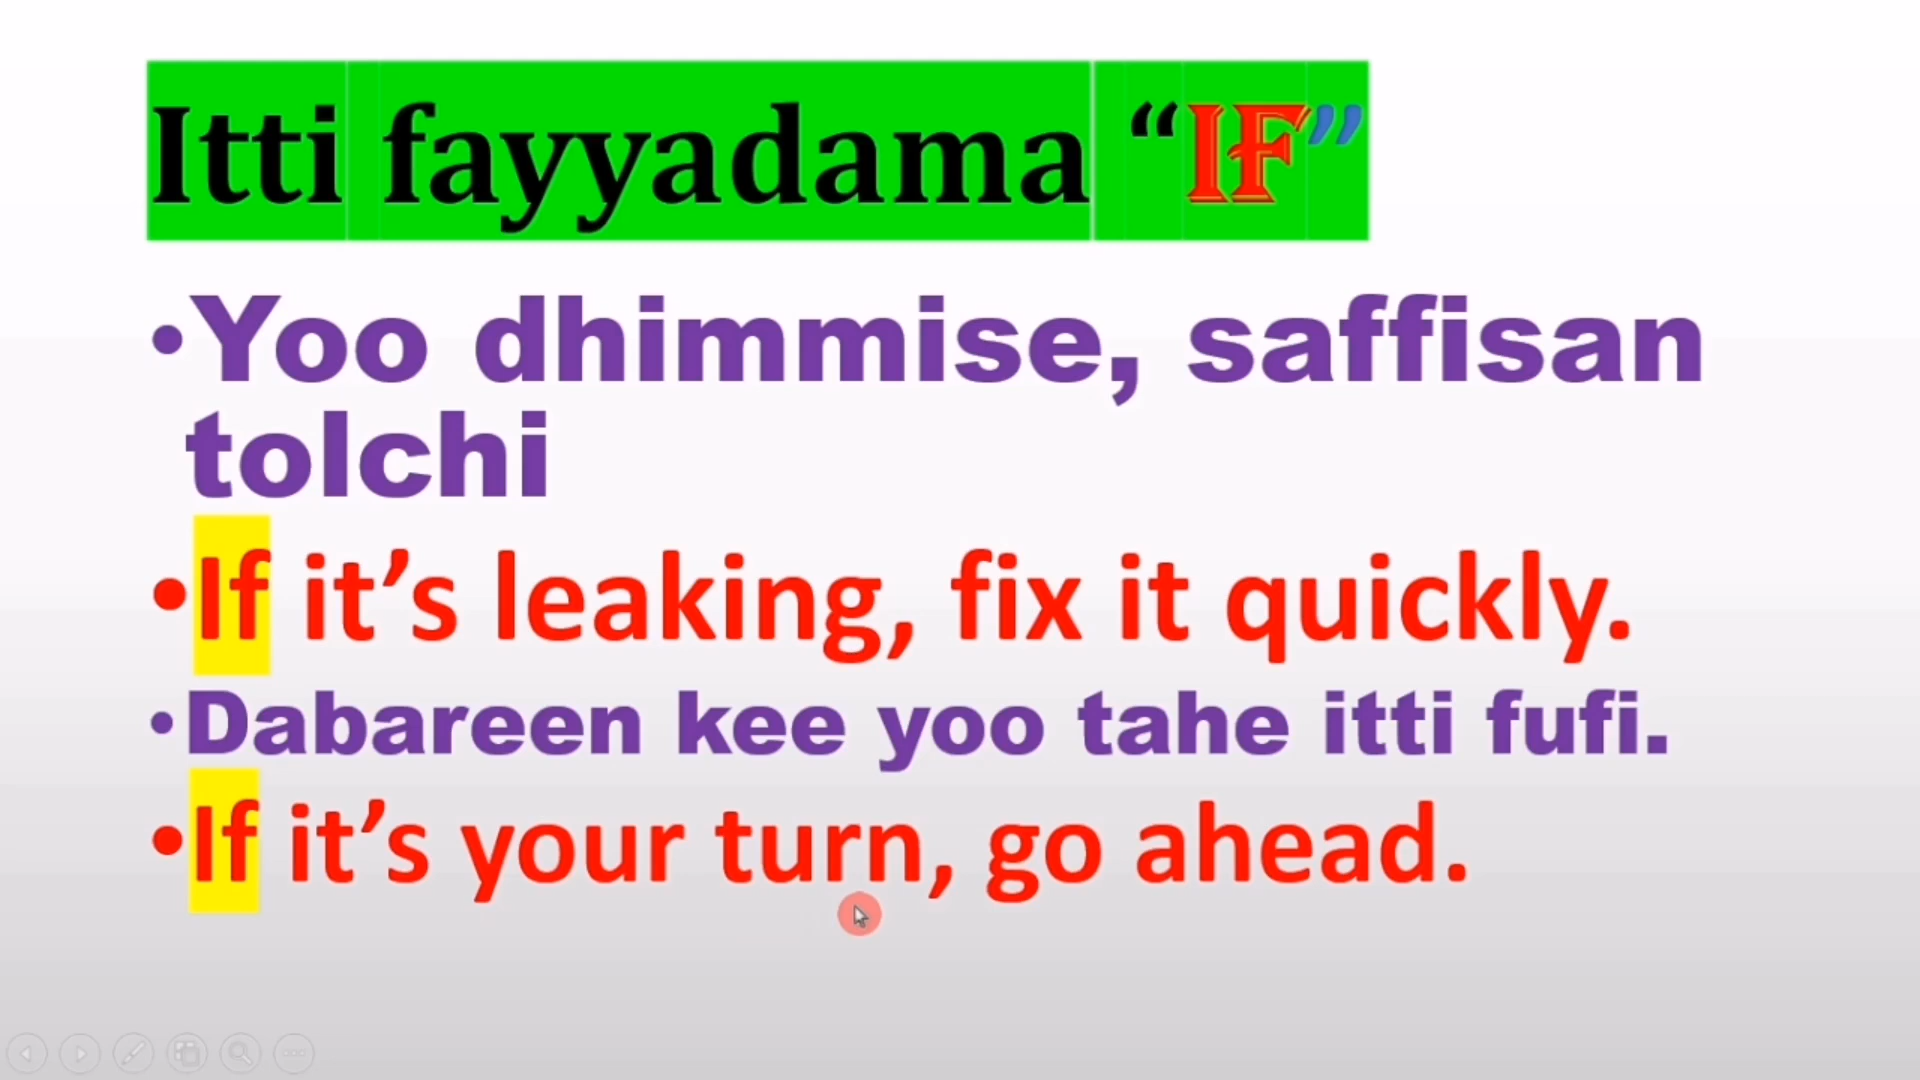 Itti fayyadama “IF”
•Yoo dhimmise, saffisan
tolchi
•If it’s leaking, fix it quickly.
•Dabareen kee yoo tahe itti fufi.
•If it’s your turn, go ahead.